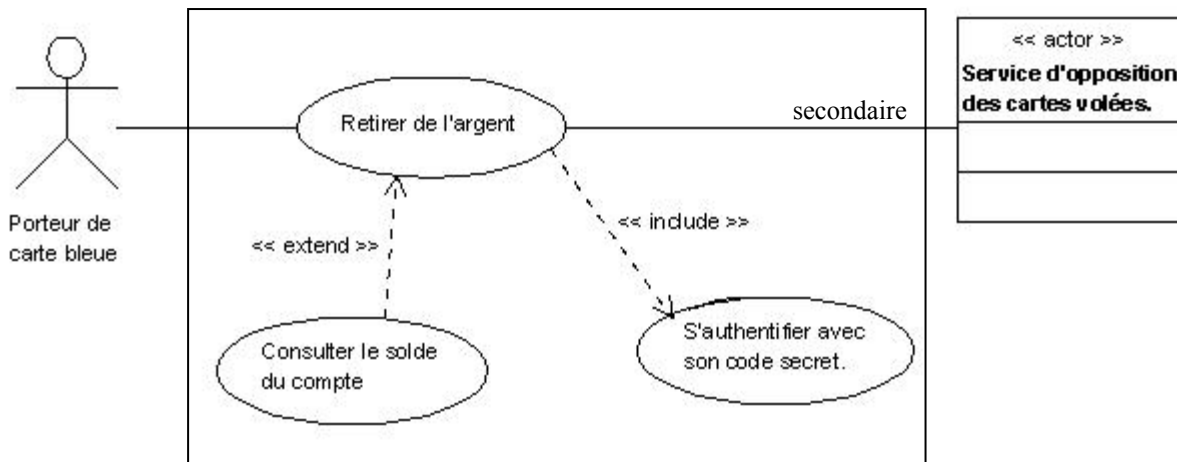 << actor >>
Service d'opposition
des cartes volées.
secondaire
Retirer de l'argent
Porteur de
carte bleue
<< extend >>
<< include >>
Consulter le solde
du compte
S'authentifier avec
son code secret.